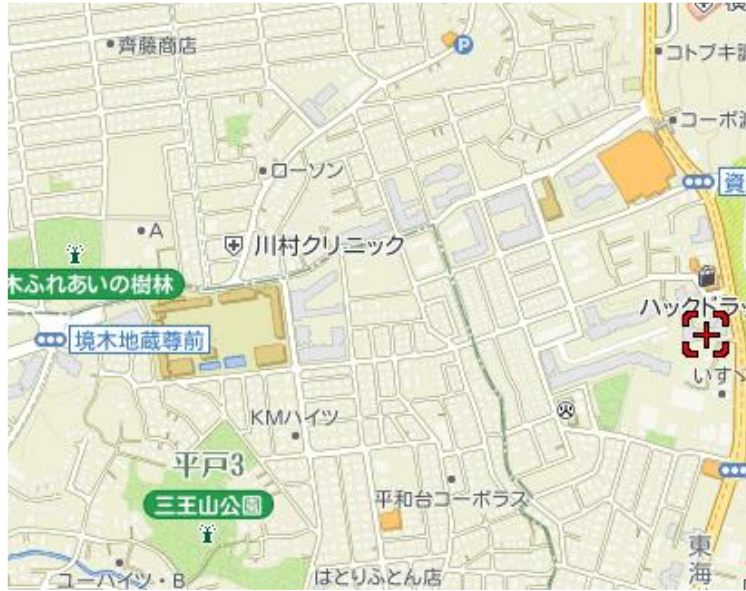 齊藤商店
P
コトブキ
コーポ
ローソン
資
A
川村クリニック
木ふれあいの樹林
ハックドラッ
境木地蔵尊前
いすゞ
KMハイツ
平戸3
三王山公園
平和台コーポラス
東海
ユーハイツ・B
はとりふとん店